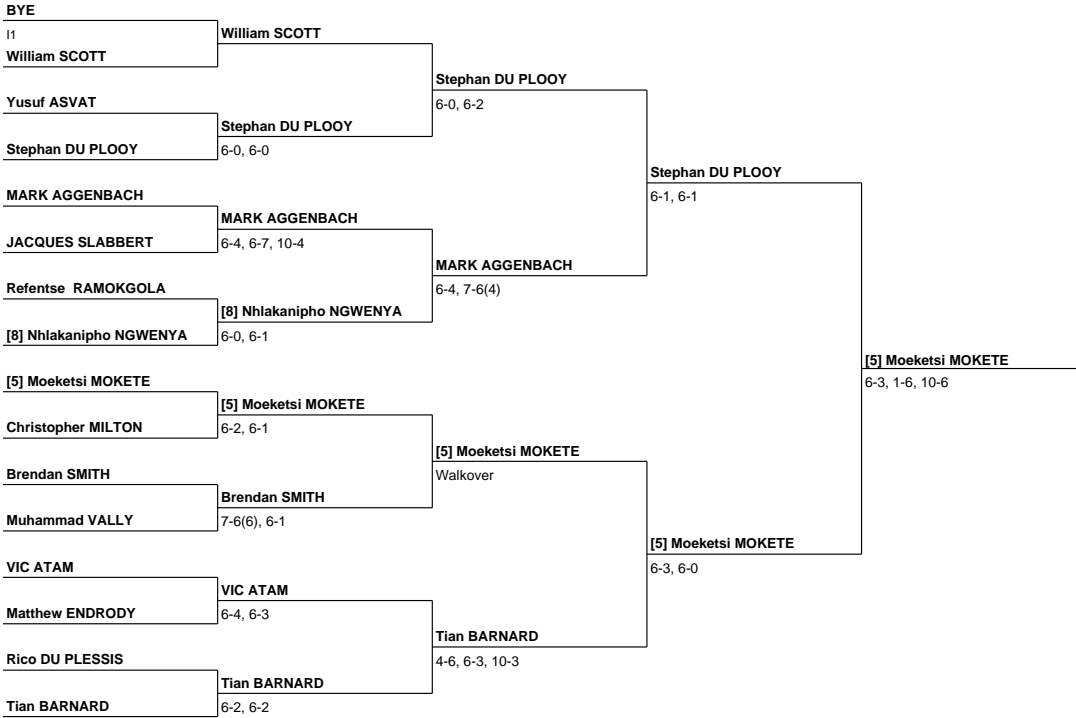 BYE
I1
William SCOTT
William SCOTT
Stephan DU PLOOY
6-0, 6-2
Yusuf ASVAT
Stephan DU PLOOY
6-0, 6-0
Stephan DU PLOOY
Stephan DU PLOOY
6-1, 6-1
MARK AGGENBACH
MARK AGGENBACH
6-4, 6-7, 10-4
JACQUES SLABBERT
MARK AGGENBACH
6-4, 7-6(4)
Refentse  RAMOKGOLA
[8] Nhlakanipho NGWENYA
6-0, 6-1
[8] Nhlakanipho NGWENYA
[5] Moeketsi MOKETE
6-3, 1-6, 10-6
[5] Moeketsi MOKETE
[5] Moeketsi MOKETE
6-2, 6-1
Christopher MILTON
[5] Moeketsi MOKETE
Walkover
Brendan SMITH
Brendan SMITH
7-6(6), 6-1
Muhammad VALLY
[5] Moeketsi MOKETE
6-3, 6-0
VIC ATAM
VIC ATAM
6-4, 6-3
Matthew ENDRODY
Tian BARNARD
4-6, 6-3, 10-3
Rico DU PLESSIS
Tian BARNARD
6-2, 6-2
Tian BARNARD